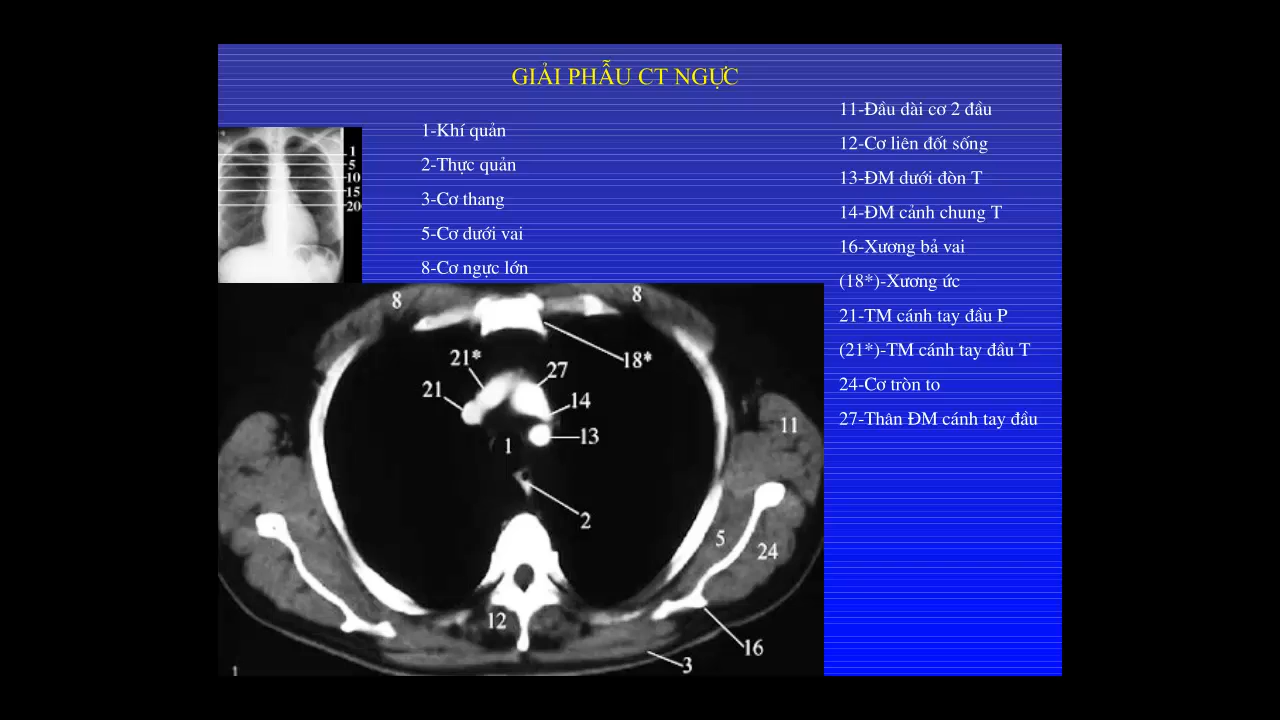 GIẢI PHẪU CT NGỰC
1-Khí quản
2-Thực quản
3-Cơ thang
5-Cơ dưới vai
8-Cơ ngực lớn
11-Đầu dài cơ 2 đầu
12-Cơ liên đốt sống
13-ĐM dưới đòn T
14-ĐM cảnh chung T
16-Xương bả vai
(18*)-Xương ức
21-TM cánh tay đầu P
(21*)-TM cánh tay đầu T
24-Cơ tròn to
27-Thân ĐM cánh tay đầu
1
5
10
15
20
8
8
21*
27
18*
21
14
11
13
1
2
5
24
12
16
3
1